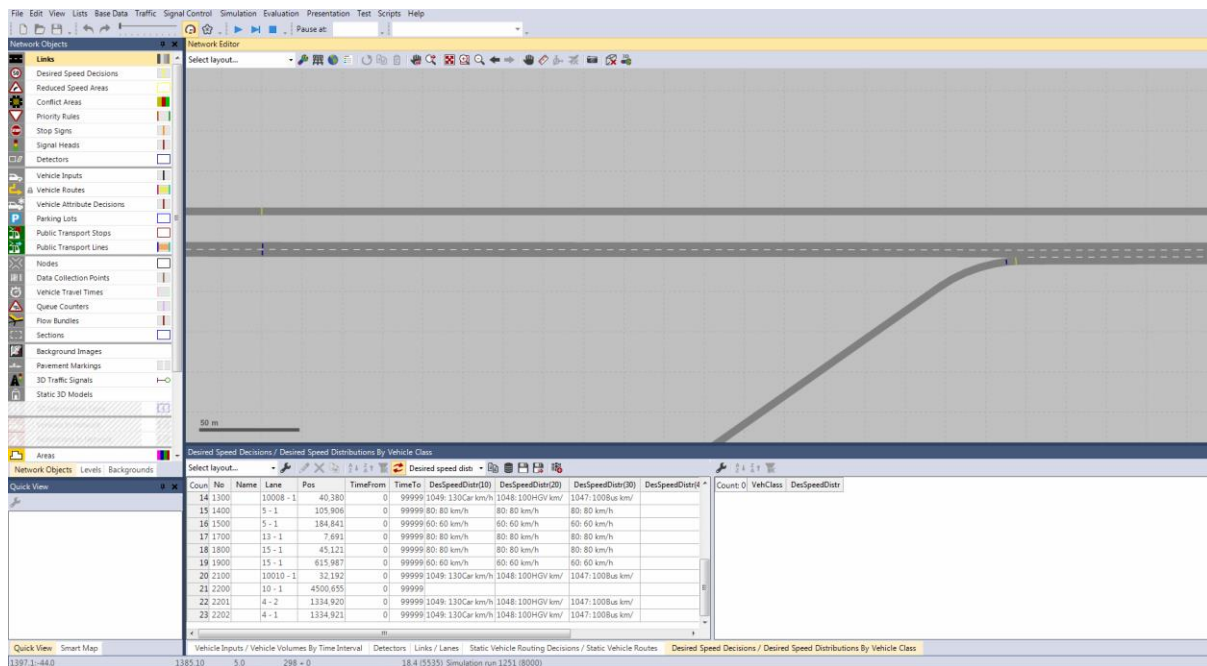 File Edit View Lists Base Data Traffic Signal Control Simulation Evaluation Presentation Test Scripts Help
Pause at:
Network Objects
Network Editor
Links
Select layout...
Desired Speed Decisions
Reduced Speed Areas
Conflict Areas
Priority Rules
Stop Signs
Signal Heads
Detectors
Vehicle Inputs
Vehicle Routes
Vehicle Attribute Decisions
Parking Lots
Public Transport Stops
Public Transport Lines
Nodes
Data Collection Points
Vehicle Travel Times
Queue Counters
Flow Bundles
Sections
Background Images
Pavement Markings
3D Traffic Signals
Static 3D Models
50 m
Areas
Network Objects Levels Backgrounds
Desired Speed Decisions / Desired Speed Distributions By Vehicle Class
Select layout... Desired speed disti
Quick View
Coun No Name Lane Pos TimeFrom TimeTo DesSpeedDistr(10) DesSpeedDistr(20) DesSpeedDistr(30) DesSpeedDistr(4
Count: 0 VehClass DesSpeedDistr
14 1300 10008 - 1 40,380 0 99999 1049: 130Car km/h 1048: 100HGV km/ 1047: 100Bus km/
15 1400 5 - 1 105,906 0 99999 80: 80 km/h 80: 80 km/h 80: 80 km/h
16 1500 5 - 1 184,841 0 99999 60: 60 km/h 60: 60 km/h 60: 60 km/h
17 1700 13 - 1 7,691 0 99999 80: 80 km/h 80: 80 km/h 80: 80 km/h
18 1800 15 - 1 45,121 0 99999 80: 80 km/h 80: 80 km/h 80: 80 km/h
19 1900 15 - 1 615,987 0 99999 60: 60 km/h 60: 60 km/h 60: 60 km/h
20 2100 10010 - 1 32,192 0 99999 1049: 130Car km/h 1048: 100HGV km/ 1047: 100Bus km/
21 2200 10 - 1 4500,655 0 99999
22 2201 4 - 2 1334,920 0 99999 1049: 130Car km/h 1048: 100HGV km/ 1047: 100Bus km/
23 2202 4 - 1 1334,921 0 99999 1049: 130Car km/h 1048: 100HGV km/ 1047: 100Bus km/
Quick View Smart Map
Vehicle Inputs / Vehicle Volumes By Time Interval Detectors Links / Lanes Static Vehicle Routing Decisions / Static Vehicle Routes Desired Speed Decisions / Desired Speed Distributions By Vehicle Class
1397.1:-44.0 1385.10 5.0 298 + 0 18.4 (5535) Simulation run 1251 (8000)